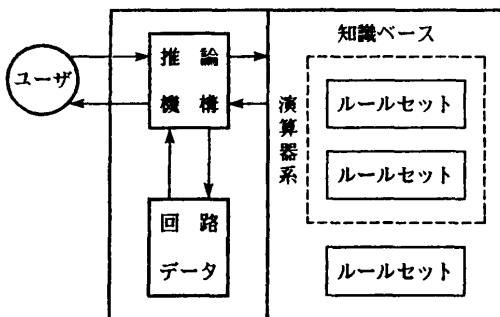 ユーザ
推論
機構
回路
データ
知識ベース
演算器系
ルールセット
ルールセット
ルールセット